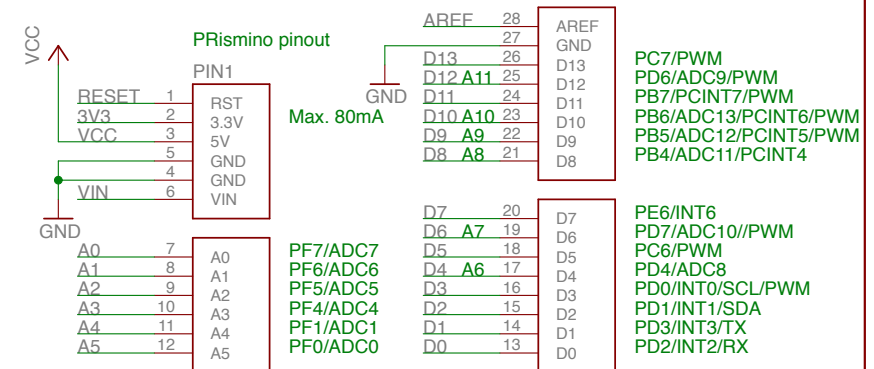 VCC
PRismino pinout
PIN1
RESET 1 RST
3V3 2 3.3V Max. 80mA
VCC 3 5V
5 GND
4 GND
VIN 6 VIN
GND
A0 7 A0 PF7/ADC7
A1 8 A1 PF6/ADC6
A2 9 A2 PF5/ADC5
A3 10 A3 PF4/ADC4
A4 11 A4 PF1/ADC1
A5 12 A5 PF0/ADC0
AREF 28 AREF
27 GND
GND
D13 26 D13 PC7/PWM
D12 A11 25 D12 PD6/ADC9/PWM
D11 24 D11 PB7/PCINT7/PWM
D10 A10 23 D10 PB6/ADC13/PCINT6/PWM
D9 A9 22 D9 PB5/ADC12/PCINT5/PWM
D8 A8 21 D8 PB4/ADC11/PCINT4
D7 20 D7 PE6/INT6
D6 A7 19 D6 PD7/ADC10//PWM
D5 18 D5 PC6/PWM
D4 A6 17 D4 PD4/ADC8
D3 16 D3 PD0/INT0/SCL/PWM
D2 15 D2 PD1/INT1/SDA
D1 14 D1 PD3/INT3/TX
D0 13 D0 PD2/INT2/RX